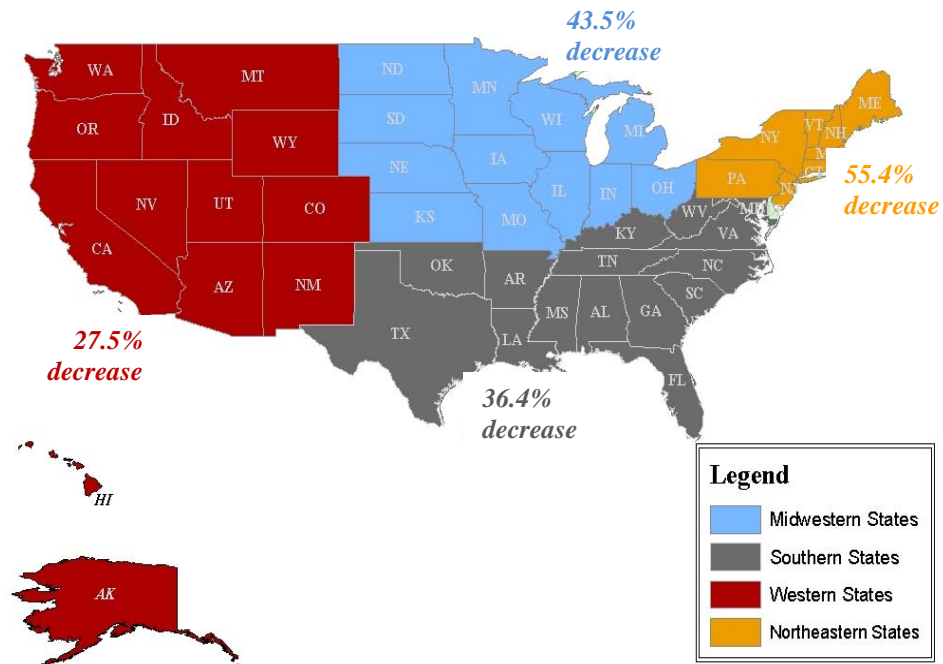 43.5%
decrease
WA
MT
ND
MN
ME
OR
ID
SD
WI
MI
NY
VT
NH
WY
M
CT
NE
IA
PA
NJ
55.4%
decrease
NV
UT
CO
IL
IN
OH
KS
MO
WV
VA
CA
KY
OK
TN
NC
AZ
NM
AR
SC
27.5%
decrease
TX
MS
AL
GA
LA
FL
36.4%
decrease
HI
AK
Legend
Midwestern States
Southern States
Western States
Northeastern States